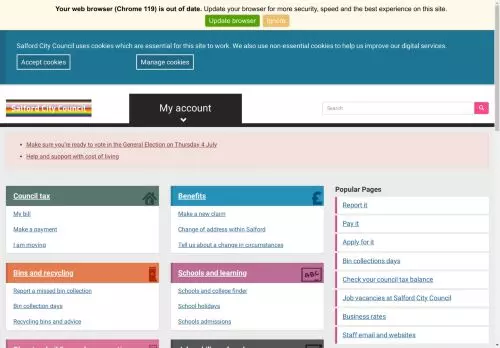 Your web browser (Chrome 119) is out of date. Update your browser for more security, speed and the best experience on this site.
Update browser Ignore
Salford City Council uses cookies which are essential for this site to work. We also use non-essential cookies to help us improve our digital services.
Accept cookies Manage cookies
Salford City Council
My account
Search
Make sure you're ready to vote in the General Election on Thursday 4 July
Help and support with cost of living
Council tax
My bill
Make a payment
I am moving
Benefits
Make a new claim
Change of address within Salford
Tell us about a change in circumstances
Bins and recycling
Report a missed bin collection
Bin collection days
Recycling bins and advice
Schools and learning
ABC
Schools and college finder
School holidays
Schools admissions
Popular Pages
Report it
Pay it
Apply for it
Bin collections days
Check your council tax balance
Job vacancies at Salford City Council
Business rates
Staff email and websites